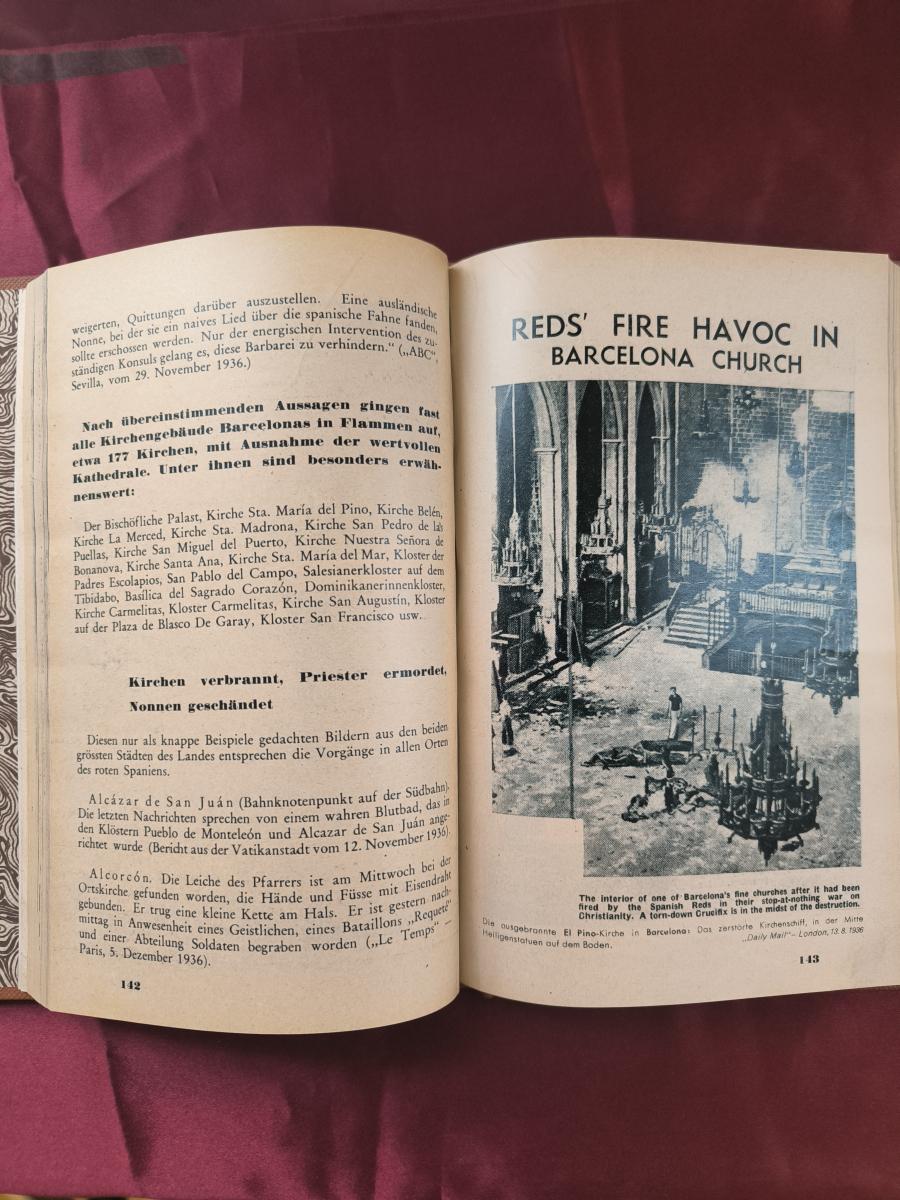 weigerten, Quittungen darüber auszustellen. Eine ausländische
Nonne, bei der sie ein naives Lied über die spanische Fahne fanden,
sollte erschossen werden. Nur der energischen Intervention des zu-
ständigen Konsuls gelang es, diese Barbarei zu verhindern.“ („ABC“,
Sevilla, vom 29. November 1936.)
Nach übereinstimmenden Aussagen gingen fast
alle Kirchengebäude Barcelonas in Flammen auf,
etwa 177 Kirchen, mit Ausnahme der wertvollen
Kathedrale. Unter ihnen sind besonders erwäh-
nenswert:
Der Bischöfliche Palast, Kirche Sta. María del Pino, Kirche Belén,
Kirche La Merced, Kirche Sta. Madrona, Kirche San Pedro de las
Puellas, Kirche San Miguel del Puerto, Kirche Nuestra Señora de
Bonanova, Kirche Santa Ana, Kirche Sta. María del Mar, Kloster der
Padres Escolapios, San Pablo del Campo, Salesianerkloster auf dem
Tibidabo, Basílica del Sagrado Corazón, Dominikanerinnenkloster,
Kirche Carmelitas, Kloster Carmelitas, Kirche San Augustín, Kloster
auf der Plaza de Blasco De Garay, Kloster San Francisco usw.
Kirchen verbrannt, Priester ermordet,
Nonnen geschändet
Diesen nur als knappe Beispiele gedachten Bildern aus den beiden
grössten Städten des Landes entsprechen die Vorgänge in allen Orten
des roten Spaniens.
Alcázar de San Juán (Bahnknotenpunkt auf der Südbahn).
Die letzten Nachrichten sprechen von einem wahren Blutbad, das in
den Klöstern Pueblo de Monteleón und Alcazar de San Juán ange-
richtet wurde (Bericht aus der Vatikanstadt vom 12. November 1936).
Alcorcón. Die Leiche des Pfarrers ist am Mittwoch bei der
Ortskirche gefunden worden, die Hände und Füsse mit Eisendraht
gebunden. Er trug eine kleine Kette am Hals. Er ist gestern nach-
mittag in Anwesenheit eines Geistlichen, eines Bataillons „Requeté“
und einer Abteilung Soldaten begraben worden („Le Temps“ –
Paris, 5. Dezember 1936).
142
REDS' FIRE HAVOC IN
BARCELONA CHURCH
The interior of one of Barcelona's fine churches after it had been
fired by the Spanish Reds in their stop-at-nothing war on
Christianity. A torn-down Crucifix is in the midst of the destruction.
Die ausgebrannte El Pino-Kirche in Barcelona: Das zerstörte Kirchenschiff, in der Mitte
Heiligenstatuen auf dem Boden.
„Daily Mail“ – London, 13. 8. 1936
143